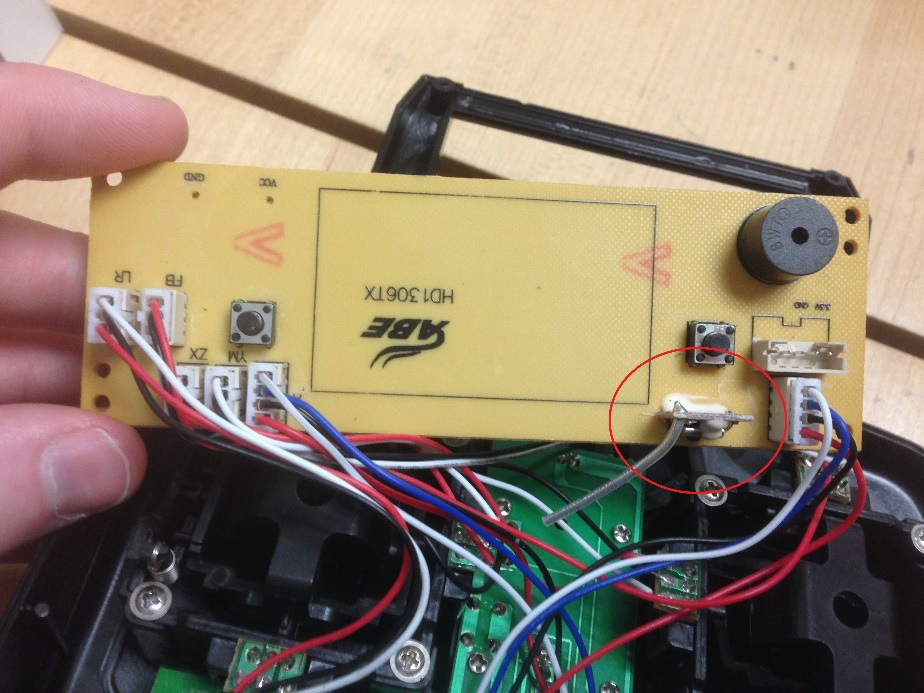 GND
VCC
LR
FB
HD1306TX
ABE
ZX
YM
3.3V
GND